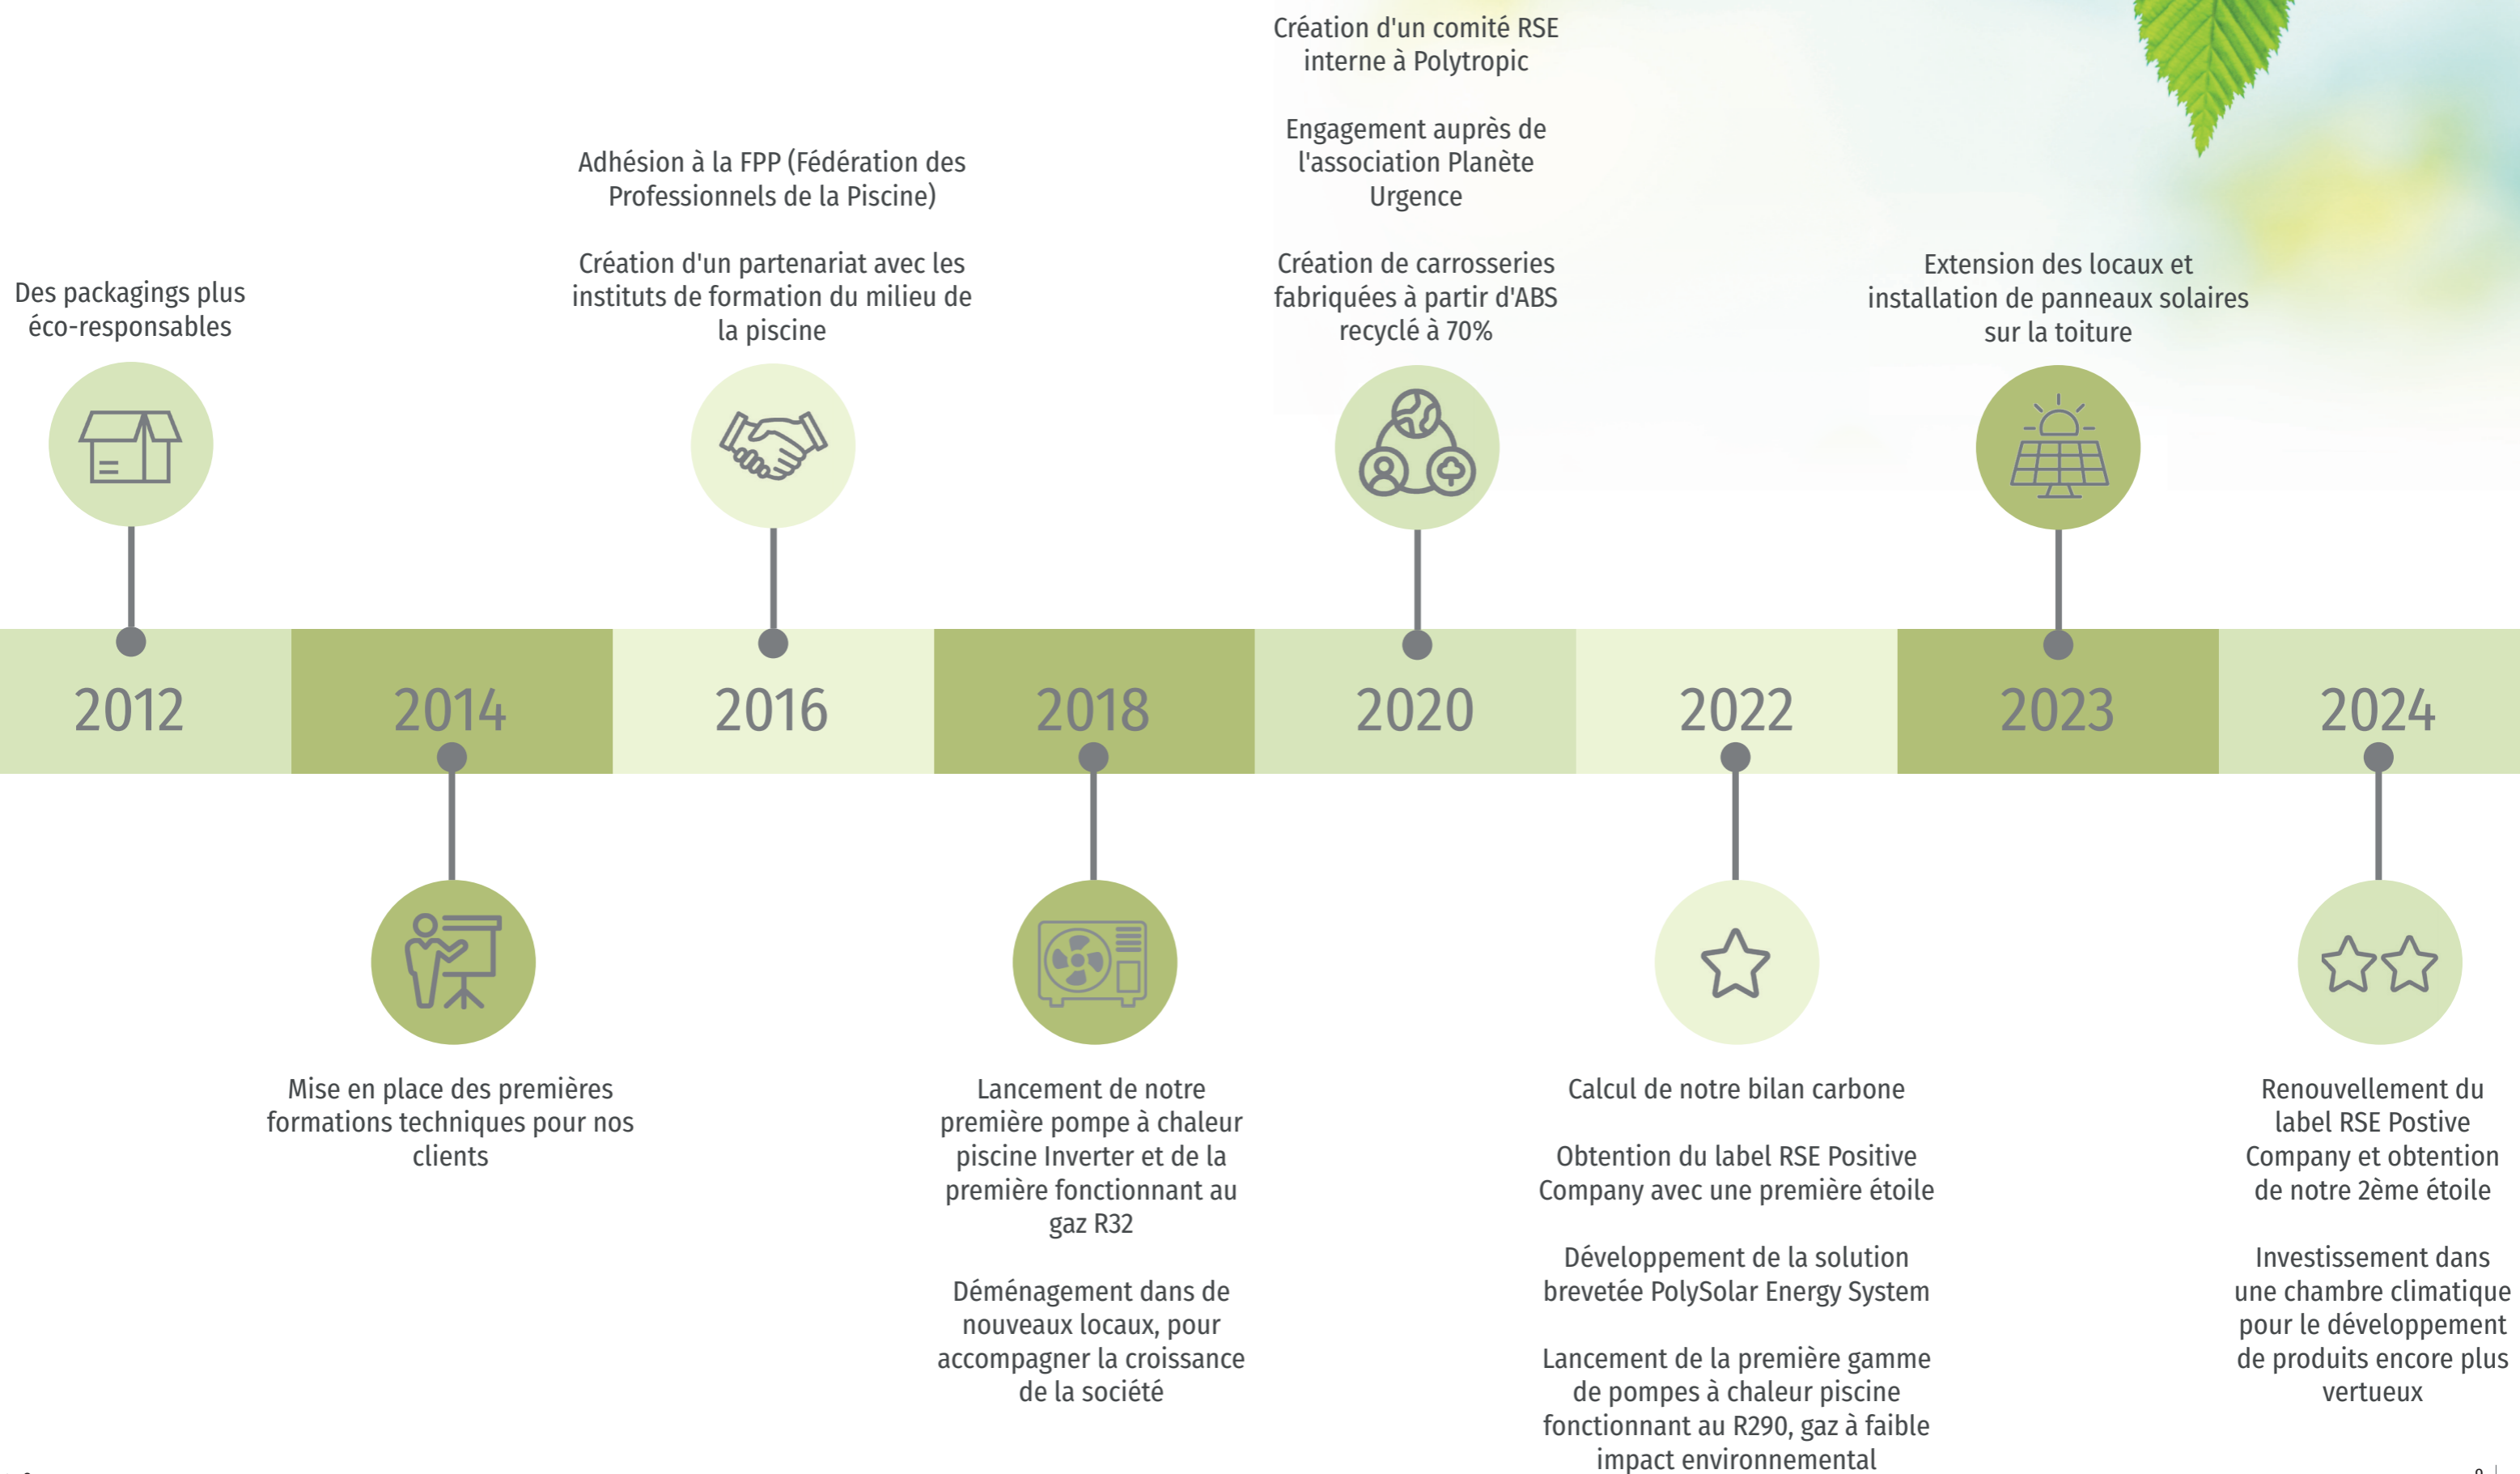 Des packagings plus
éco-responsables
Adhésion à la FPP (Fédération des
Professionnels de la Piscine)
Création d'un partenariat avec les
instituts de formation du milieu de
la piscine
Création d'un comité RSE
interne à Polytropic
Engagement auprès de
l'association Planète
Urgence
Création de carrosseries
fabriquées à partir d'ABS
recyclé à 70%
Extension des locaux et
installation de panneaux solaires
sur la toiture
2012
2014
2016
2018
2020
2022
2023
2024
Mise en place des premières
formations techniques pour nos
clients
Lancement de notre
première pompe à chaleur
piscine Inverter et de la
première fonctionnant au
gaz R32
Déménagement dans de
nouveaux locaux, pour
accompagner la croissance
de la société
Calcul de notre bilan carbone
Obtention du label RSE Positive
Company avec une première étoile
Développement de la solution
brevetée PolySolar Energy System
Lancement de la première gamme
de pompes à chaleur piscine
fonctionnant au R290, gaz à faible
impact environnemental
Renouvellement du
label RSE Postive
Company et obtention
de notre 2ème étoile
Investissement dans
une chambre climatique
pour le développement
de produits encore plus
vertueux